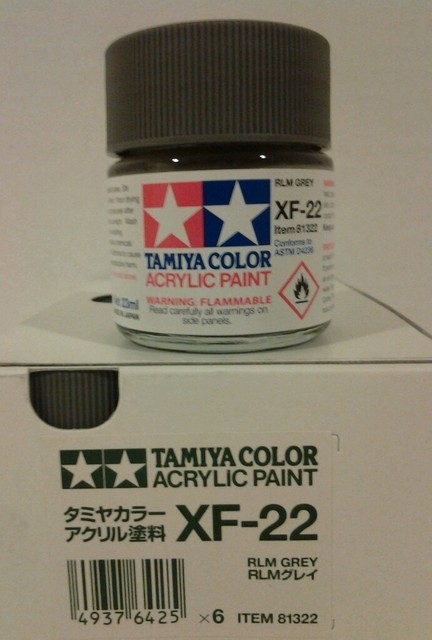 RLM GREY
XF-22
Item 81322
Conforms to
ASTM D4236
TAMIYA COLOR
ACRYLIC PAINT
WARNING: FLAMMABLE
Read carefully all warnings on
side panels.
23ml
TAMIYA COLOR
ACRYLIC PAINT
タミヤカラー
アクリル塗料 XF-22
RLM GREY
RLMグレイ
4937 6425 ×6 ITEM 81322